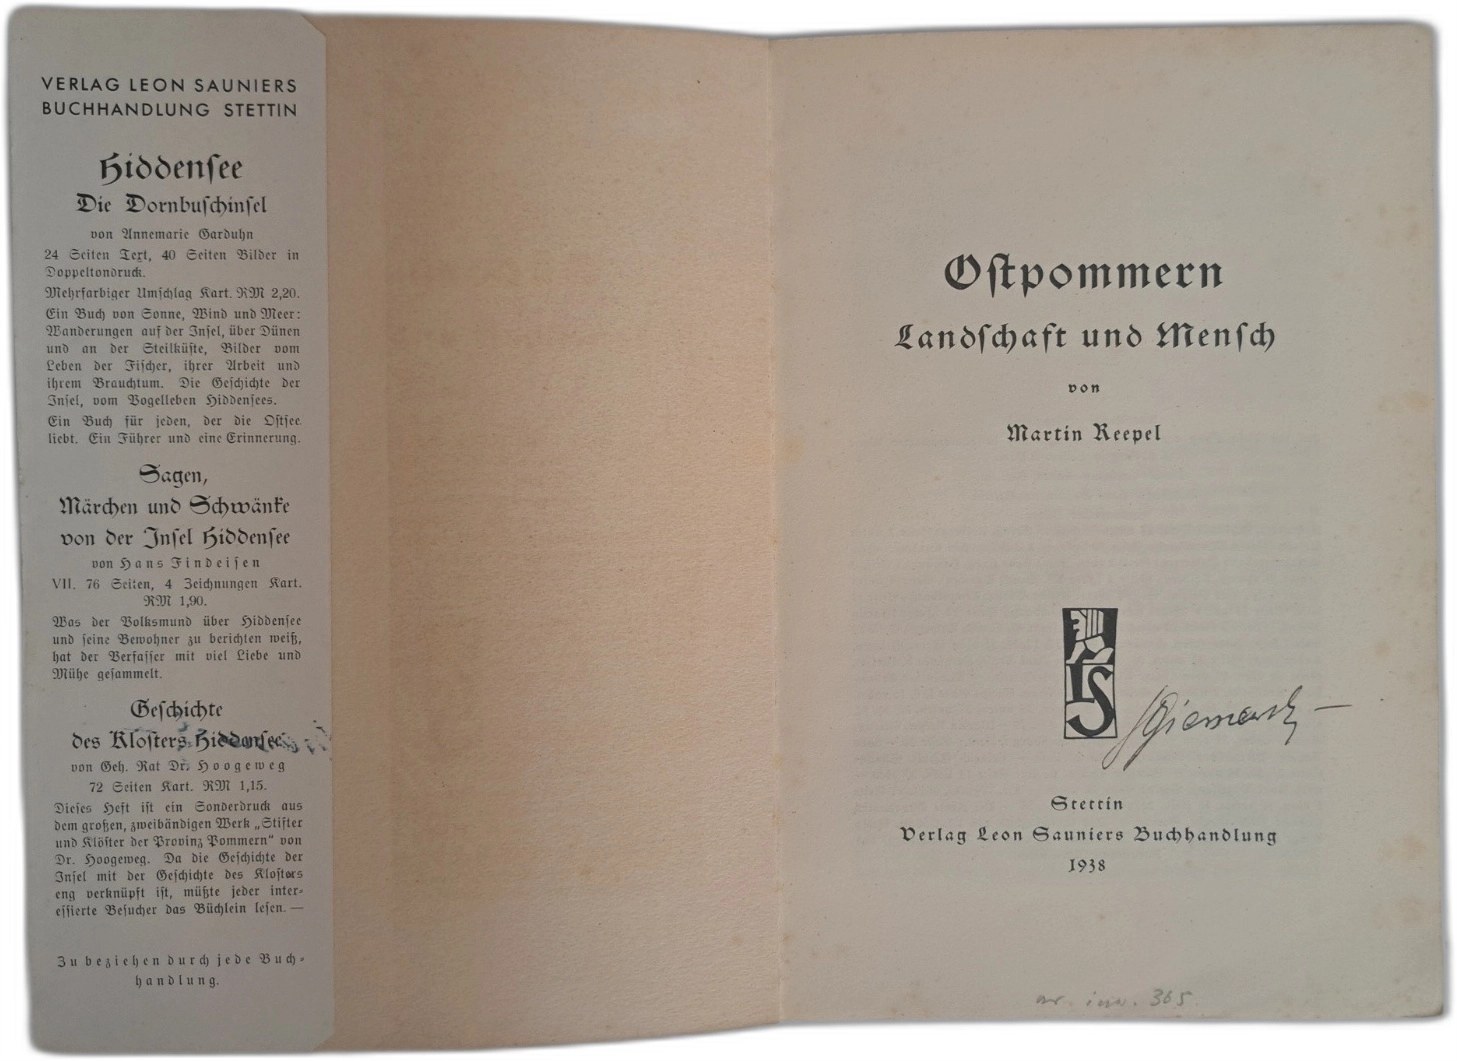 VERLAG LEON SAUNIERS
BUCHHANDLUNG STETTIN
Hiddensee
Die Dornbuschinsel
von Annemarie Garduhn
24 Seiten Text, 40 Seiten Bilder in
Doppeltondruck.
Mehrfarbiger Umschlag Kart. RM 2,20.
Ein Buch von Sonne, Wind und Meer:
Wanderungen auf der Insel, über Dünen
und an der Steilküste, Bilder vom
Leben der Fischer, ihrer Arbeit und
ihrem Brauchtum. Die Geschichte der
Insel, vom Vogelleben Hiddensees.
Ein Buch für jeden, der die Ostsee
liebt. Ein Führer und eine Erinnerung.
Sagen,
Märchen und Schwänke
von der Insel Hiddensee
von Hans Findeisen
VII. 76 Seiten, 4 Zeichnungen Kart.
RM 1,90.
Was der Volksmund über Hiddensee
und seine Bewohner zu berichten weiß,
hat der Verfasser mit viel Liebe und
Mühe gesammelt.
Geschichte
des Klosters Hiddensee
von Geh. Rat Dr. Hoogeweg
72 Seiten Kart. RM 1,15.
Dieses Heft ist ein Sonderdruck aus
dem großen, zweibändigen Werk „Stifter
und Klöster der Provinz Pommern“ von
Dr. Hoogeweg. Da die Geschichte der
Insel mit der Geschichte des Klosters
eng verknüpft ist, müßte jeder inter-
essierte Besucher das Büchlein lesen. —
Zu beziehen durch jede Buch-
handlung.
Ostpommern
Landschaft und Mensch
von
Martin Reepel
LS
Stettin
Verlag Leon Sauniers Buchhandlung
1938
nr. inw. 365